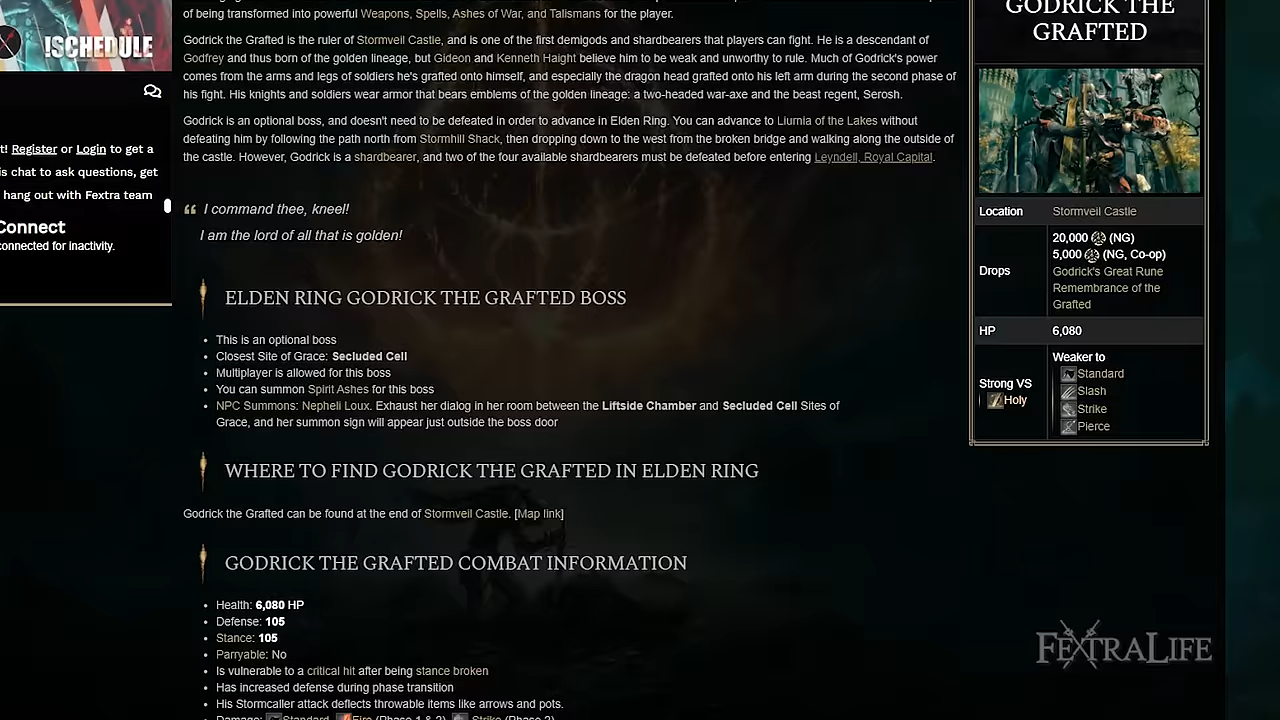 of being transformed into powerful Weapons, Spells, Ashes of War, and Talismans for the player.
Godrick the Grafted is the ruler of Stormveil Castle, and is one of the first demigods and shardbearers that players can fight. He is a descendant of
Godfrey and thus born of the golden lineage, but Gideon and Kenneth Haight believe him to be weak and unworthy to rule. Much of Godrick's power
comes from the arms and legs of soldiers he's grafted onto himself, and especially the dragon head grafted onto his left arm during the second phase of
his fight. His knights and soldiers wear armor that bears emblems of the golden lineage: a two-headed war-axe and the beast regent, Serosh.
Godrick is an optional boss, and doesn't need to be defeated in order to advance in Elden Ring. You can advance to Liurnia of the Lakes without
defeating him by following the path north from Stormhill Shack, then dropping down to the west from the broken bridge and walking along the outside of
the castle. However, Godrick is a shardbearer, and two of the four available shardbearers must be defeated before entering Leyndell, Royal Capital.
“ I command thee, kneel!
I am the lord of all that is golden!
ELDEN RING GODRICK THE GRAFTED BOSS
• This is an optional boss
• Closest Site of Grace: Secluded Cell
• Multiplayer is allowed for this boss
• You can summon Spirit Ashes for this boss
• NPC Summons: Nepheli Loux. Exhaust her dialog in her room between the Liftside Chamber and Secluded Cell Sites of
Grace, and her summon sign will appear just outside the boss door
WHERE TO FIND GODRICK THE GRAFTED IN ELDEN RING
Godrick the Grafted can be found at the end of Stormveil Castle. [Map link]
GODRICK THE GRAFTED COMBAT INFORMATION
• Health: 6,080 HP
• Defense: 105
• Stance: 105
• Parryable: No
• Is vulnerable to a critical hit after being stance broken
• Has increased defense during phase transition
• His Stormcaller attack deflects throwable items like arrows and pots.
Damage: Standard, Fire (Phase 1 & 2), Strike (Phase 2)
!SCHEDULE
t! Register or Login to get a
is chat to ask questions, get
hang out with Fextra team
Connect
connected for inactivity.
GODRICK THE
GRAFTED
Location Stormveil Castle
Drops
20,000 (NG)
5,000 (NG, Co-op)
Godrick's Great Rune
Remembrance of the
Grafted
HP 6,080
Strong VS
Holy
Weaker to
Standard
Slash
Strike
Pierce
FEXTRALIFE